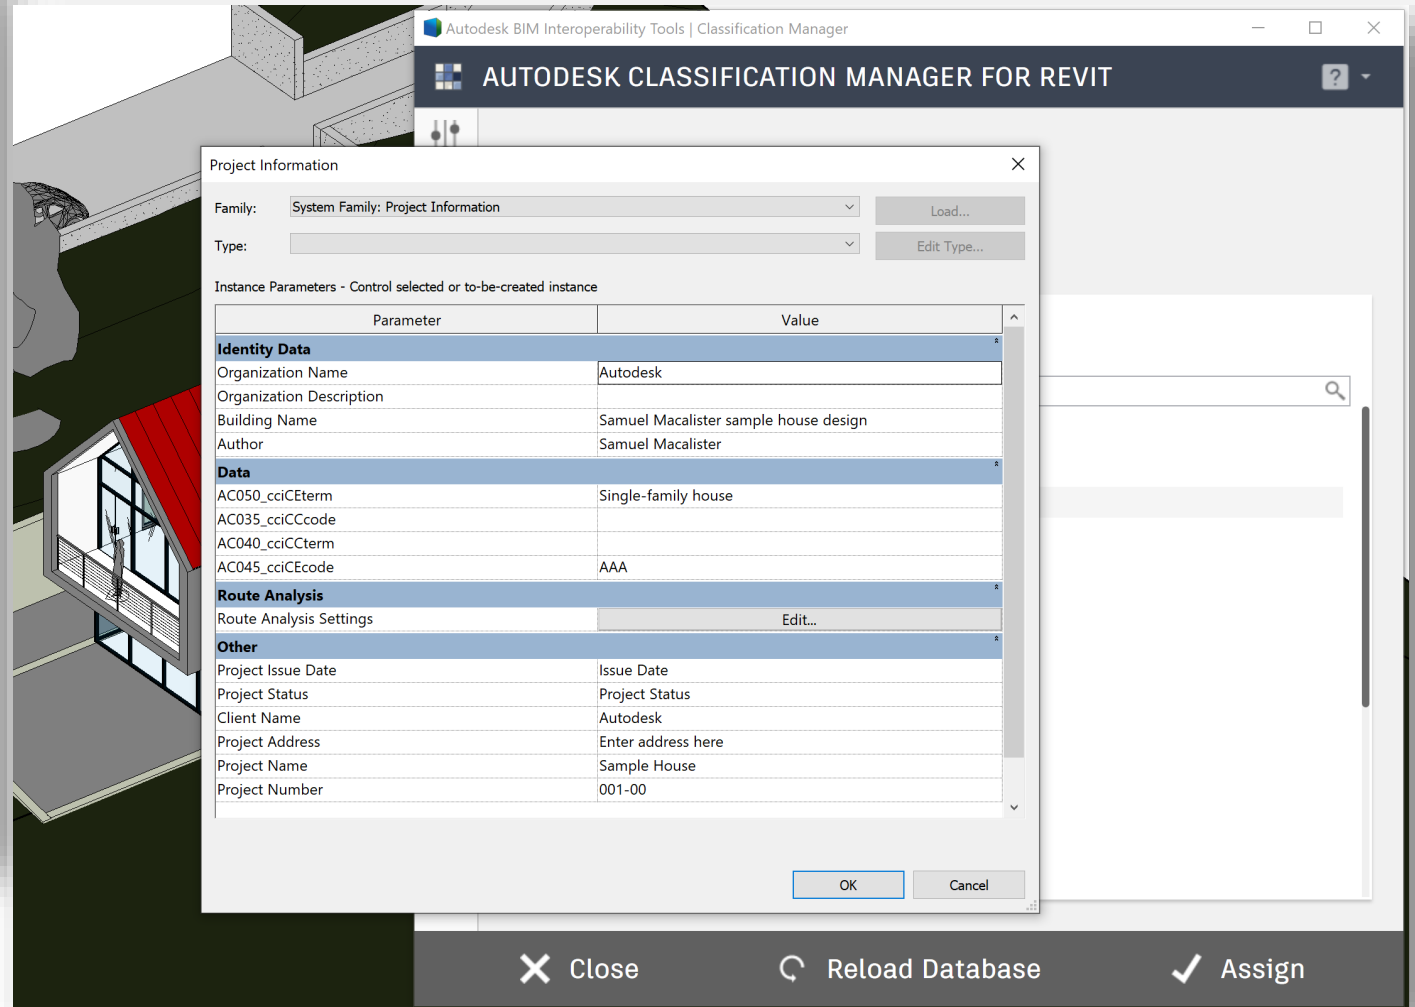 Autodesk BIM Interoperability Tools | Classification Manager
AUTODESK CLASSIFICATION MANAGER FOR REVIT
?
Project Information
Family:
System Family: Project Information
Load...
Type:
Edit Type...
Instance Parameters - Control selected or to-be-created instance
Parameter Value
Identity Data
Organization Name Autodesk
Organization Description
Building Name Samuel Macalister sample house design
Author Samuel Macalister
Data
AC050_cciCEterm Single-family house
AC035_cciCCcode
AC040_cciCCterm
AC045_cciCEcode AAA
Route Analysis
Route Analysis Settings Edit...
Other
Project Issue Date Issue Date
Project Status Project Status
Client Name Autodesk
Project Address Enter address here
Project Name Sample House
Project Number 001-00
OK Cancel
Close Reload Database Assign